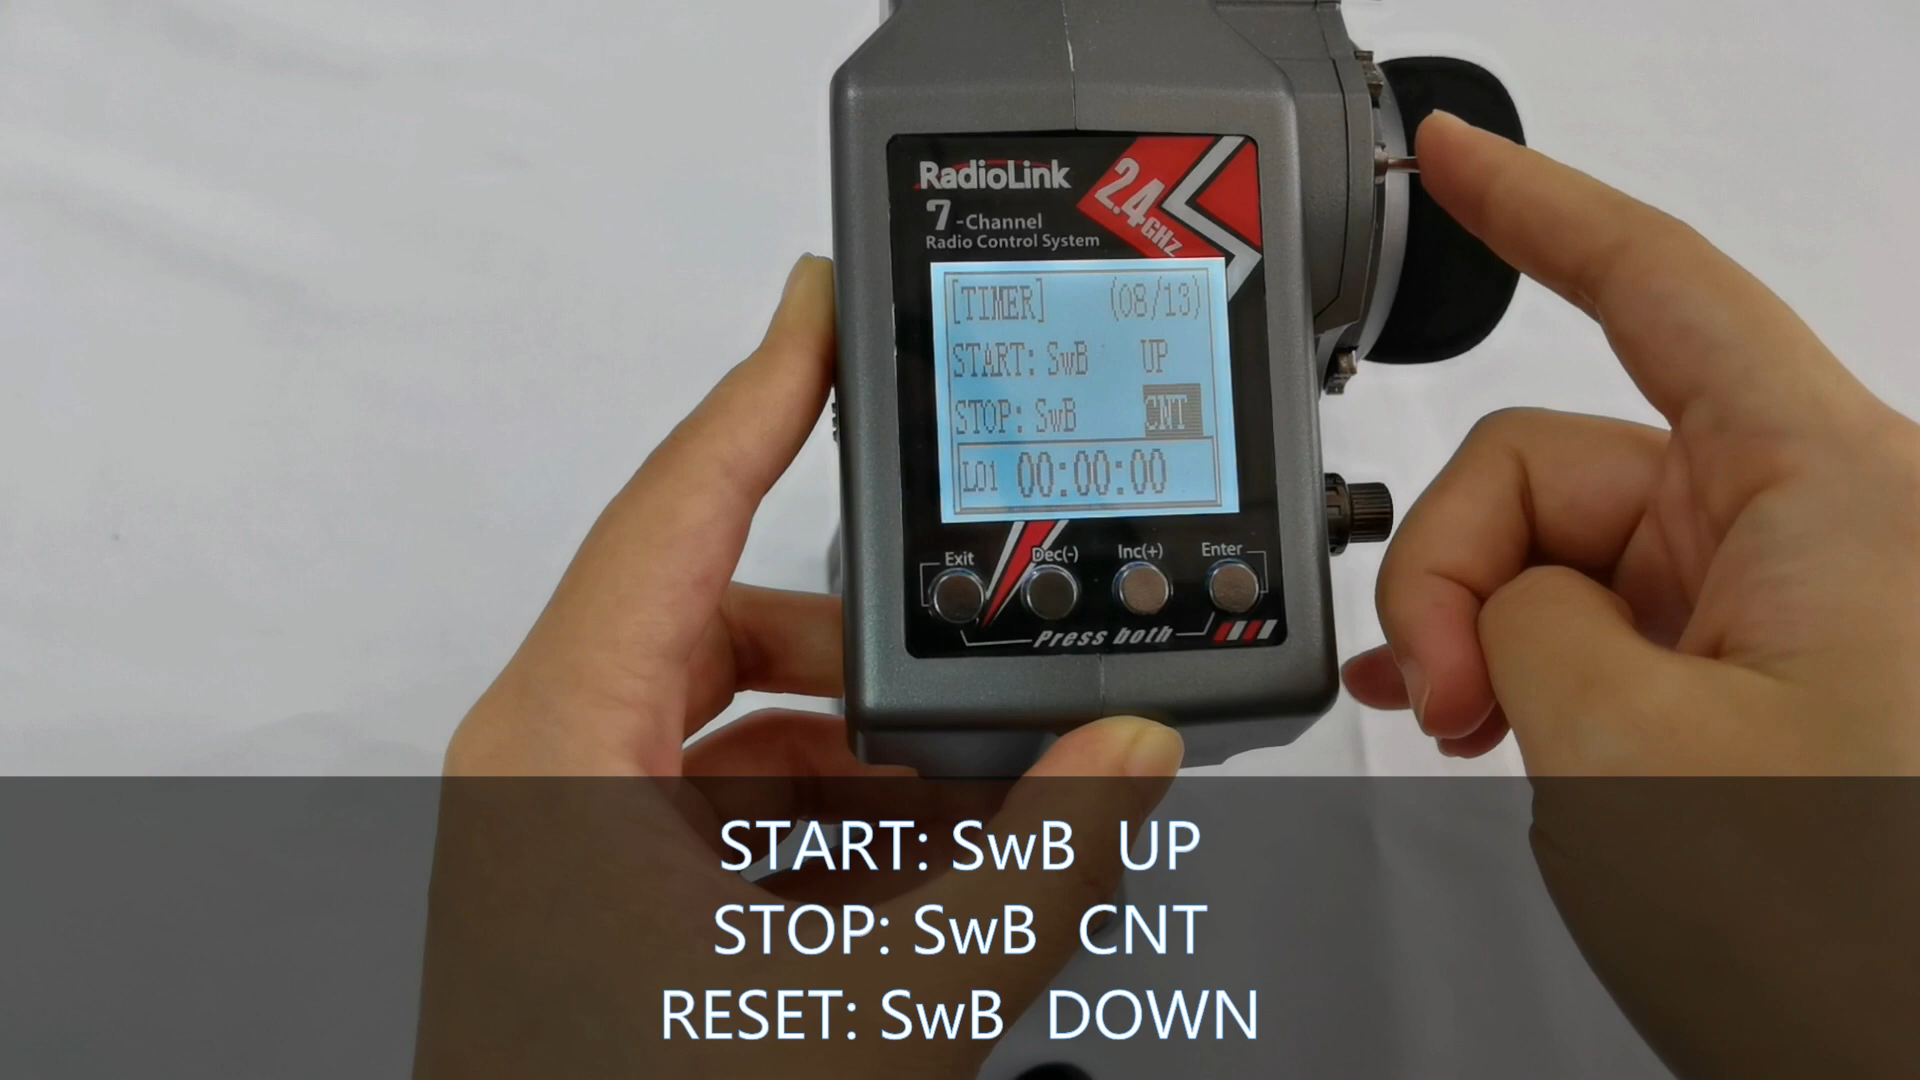 RadioLink
2.4GHz
7-Channel
Radio Control System
[TIMER] (08/13)
START: SwB UP
STOP: SwB CNT
L01 00:00:00
Exit Dec(-) Inc(+) Enter
Press both
START: SwB UP
STOP: SwB CNT
RESET: SwB DOWN